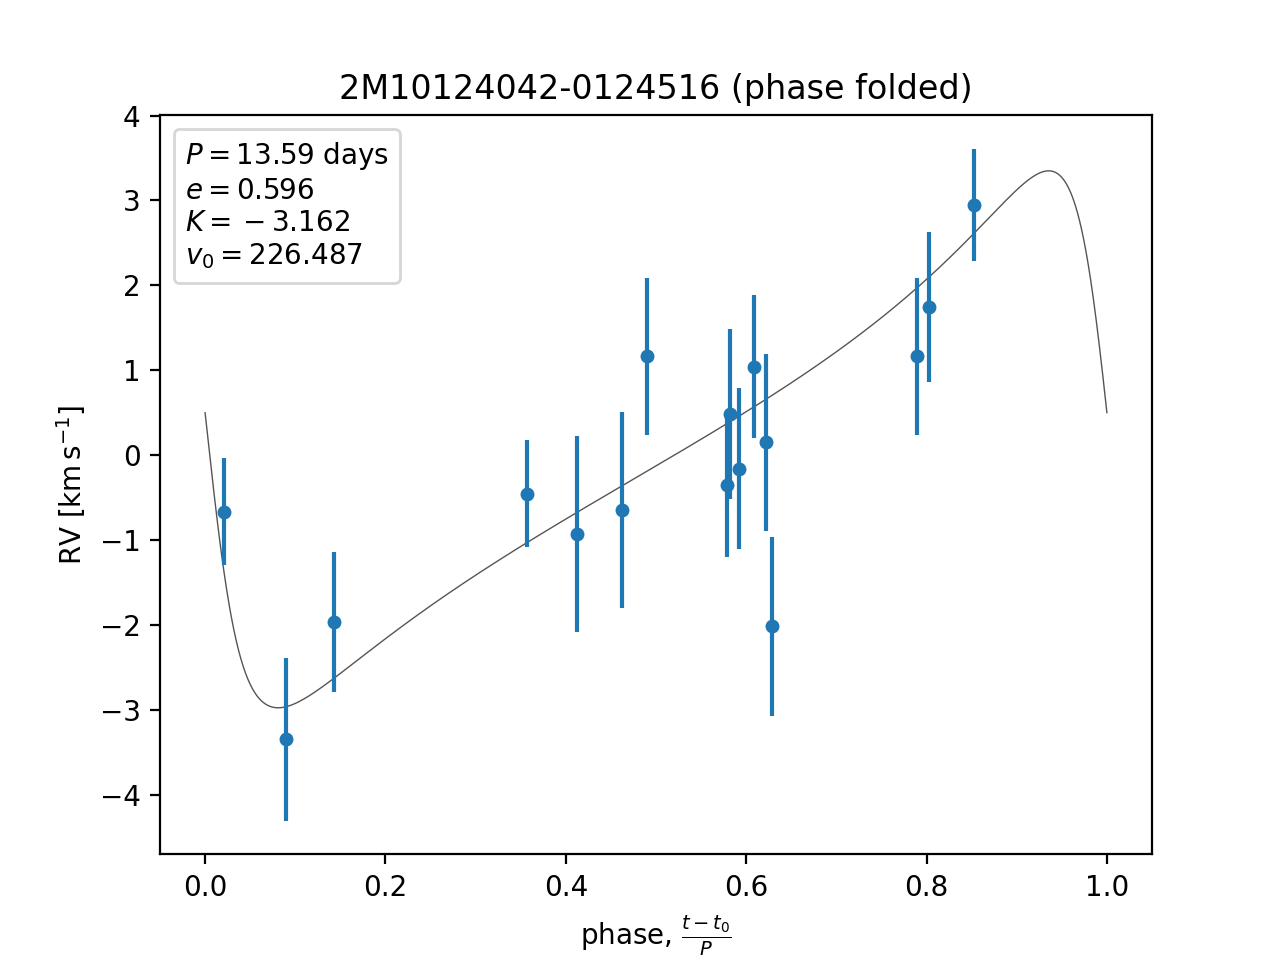 2M10124042-0124516 (phase folded)
P = 13.59 days
e = 0.596
K = −3.162
v₀ = 226.487
RV [km s⁻¹]
4
3
2
1
0
−1
−2
−3
−4
0.0 0.2 0.4 0.6 0.8 1.0
phase, (t − t₀)/P